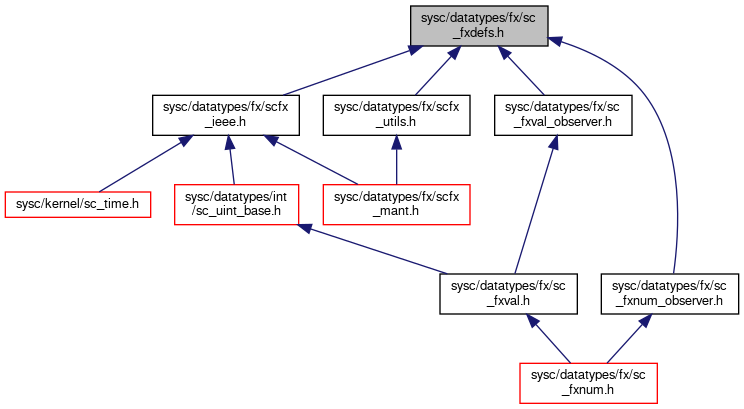 sysc/datatypes/fx/sc
_fxdefs.h
sysc/datatypes/fx/scfx
_ieee.h
sysc/datatypes/fx/scfx
_utils.h
sysc/datatypes/fx/sc
_fxval_observer.h
sysc/kernel/sc_time.h
sysc/datatypes/int
/sc_uint_base.h
sysc/datatypes/fx/scfx
_mant.h
sysc/datatypes/fx/sc
_fxval.h
sysc/datatypes/fx/sc
_fxnum_observer.h
sysc/datatypes/fx/sc
_fxnum.h